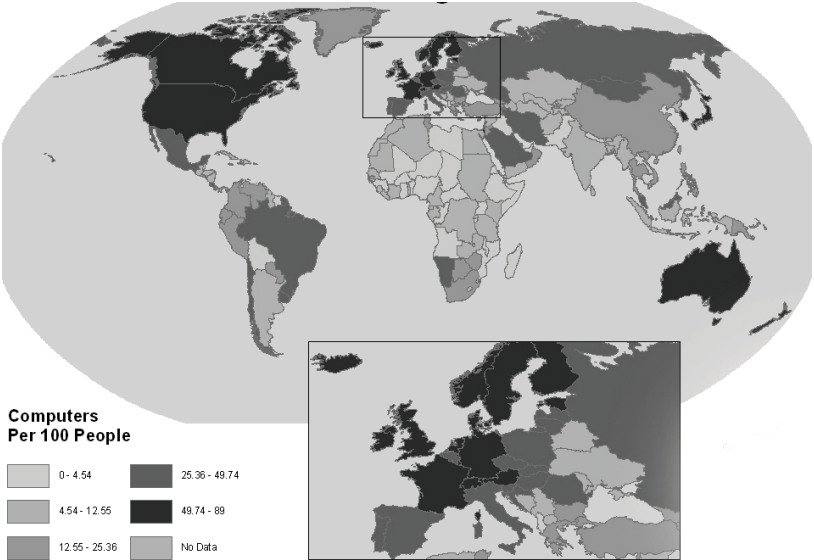 Computers
Per 100 People
0 - 4.54
4.54 - 12.55
12.55 - 25.36
25.36 - 49.74
49.74 - 89
No Data